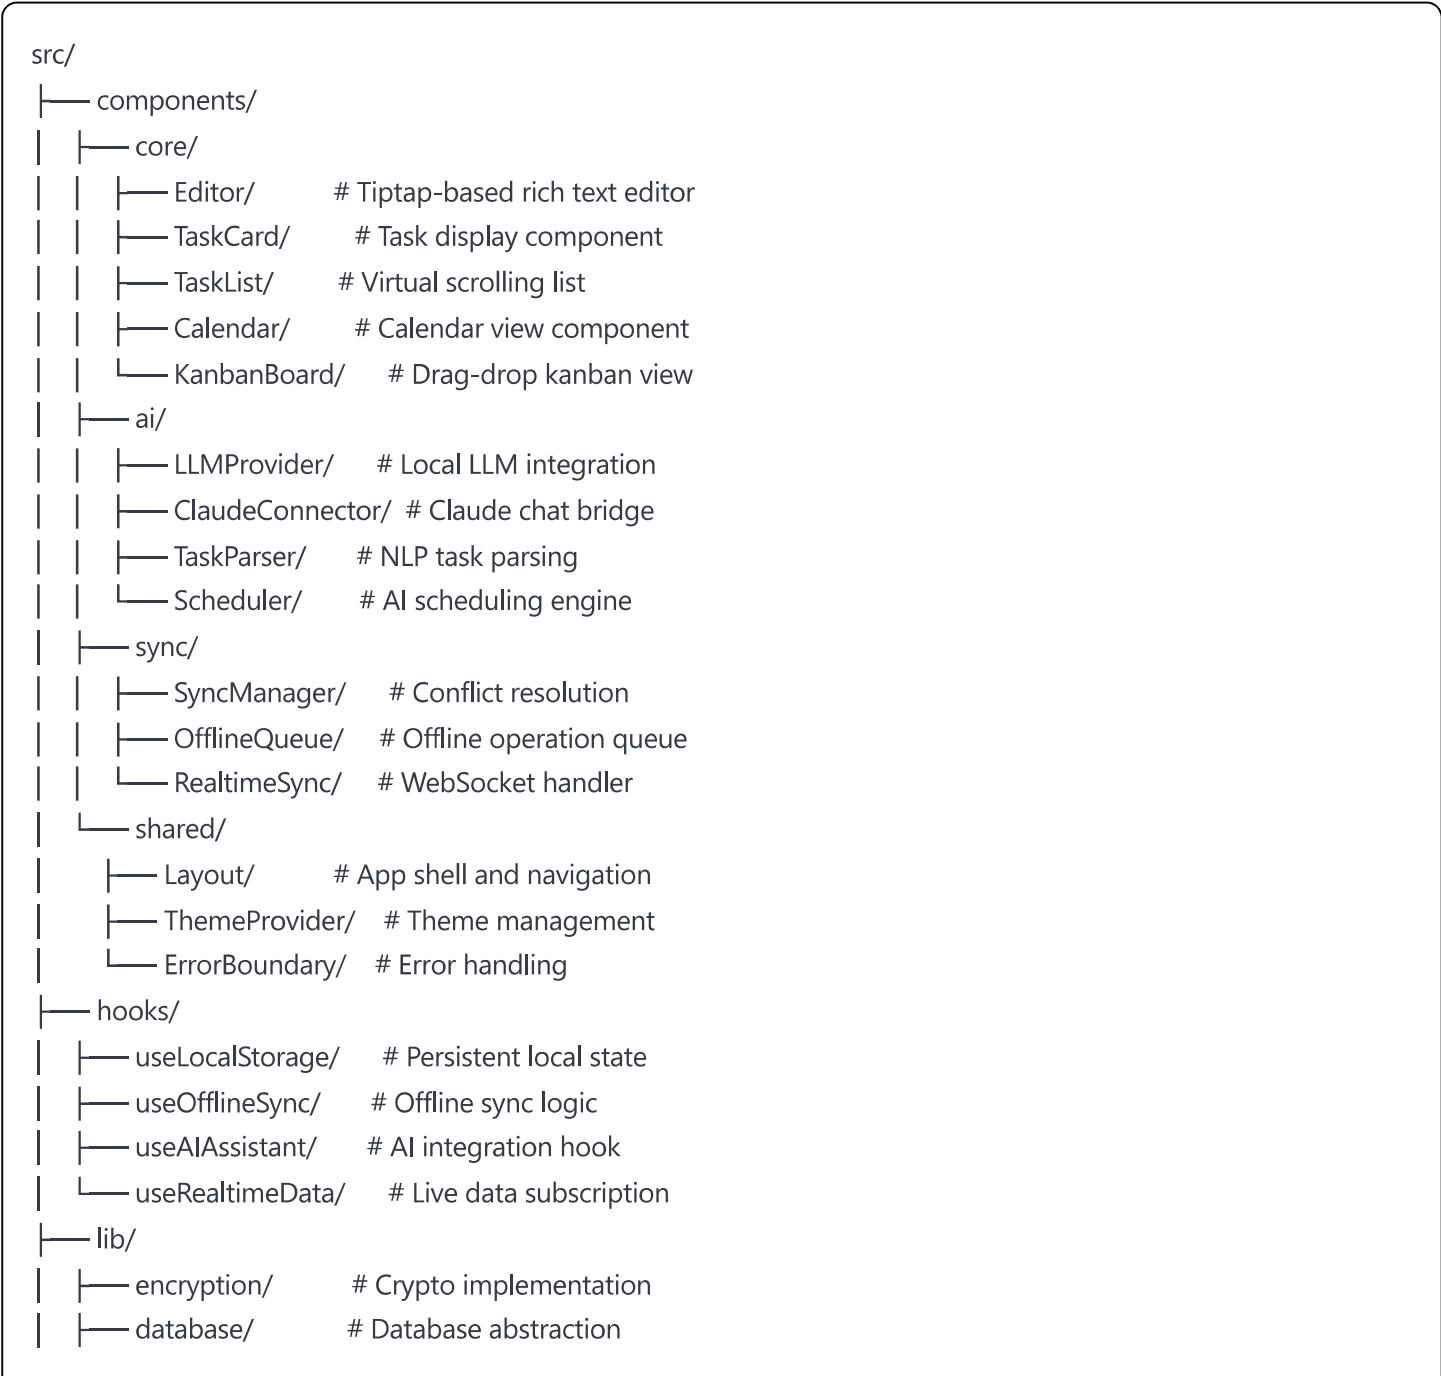 src/
├── components/
│   ├── core/
│   │   ├── Editor/           # Tiptap-based rich text editor
│   │   ├── TaskCard/         # Task display component
│   │   ├── TaskList/         # Virtual scrolling list
│   │   ├── Calendar/         # Calendar view component
│   │   └── KanbanBoard/      # Drag-drop kanban view
│   ├── ai/
│   │   ├── LLMProvider/      # Local LLM integration
│   │   ├── ClaudeConnector/  # Claude chat bridge
│   │   ├── TaskParser/       # NLP task parsing
│   │   └── Scheduler/        # AI scheduling engine
│   ├── sync/
│   │   ├── SyncManager/      # Conflict resolution
│   │   ├── OfflineQueue/     # Offline operation queue
│   │   └── RealtimeSync/     # WebSocket handler
│   └── shared/
│       ├── Layout/           # App shell and navigation
│       ├── ThemeProvider/    # Theme management
│       └── ErrorBoundary/    # Error handling
├── hooks/
│   ├── useLocalStorage/      # Persistent local state
│   ├── useOfflineSync/       # Offline sync logic
│   ├── useAIAssistant/       # AI integration hook
│   └── useRealtimeData/      # Live data subscription
├── lib/
│   ├── encryption/           # Crypto implementation
│   ├── database/             # Database abstraction